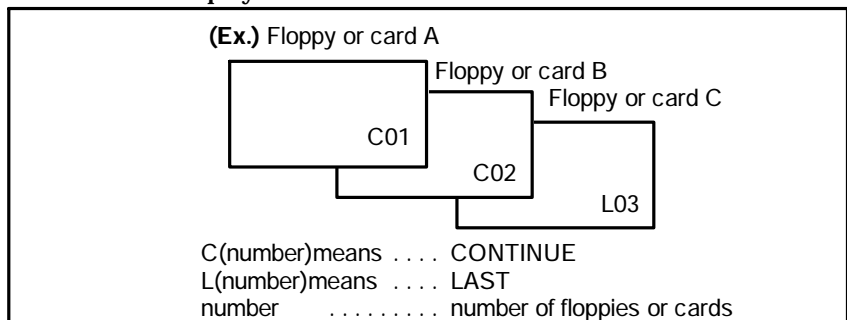 (Ex.) Floppy or card A
Floppy or card B
Floppy or card C
C01
C02
L03
C(number)means .... CONTINUE
L(number)means .... LAST
number ......... number of floppies or cards